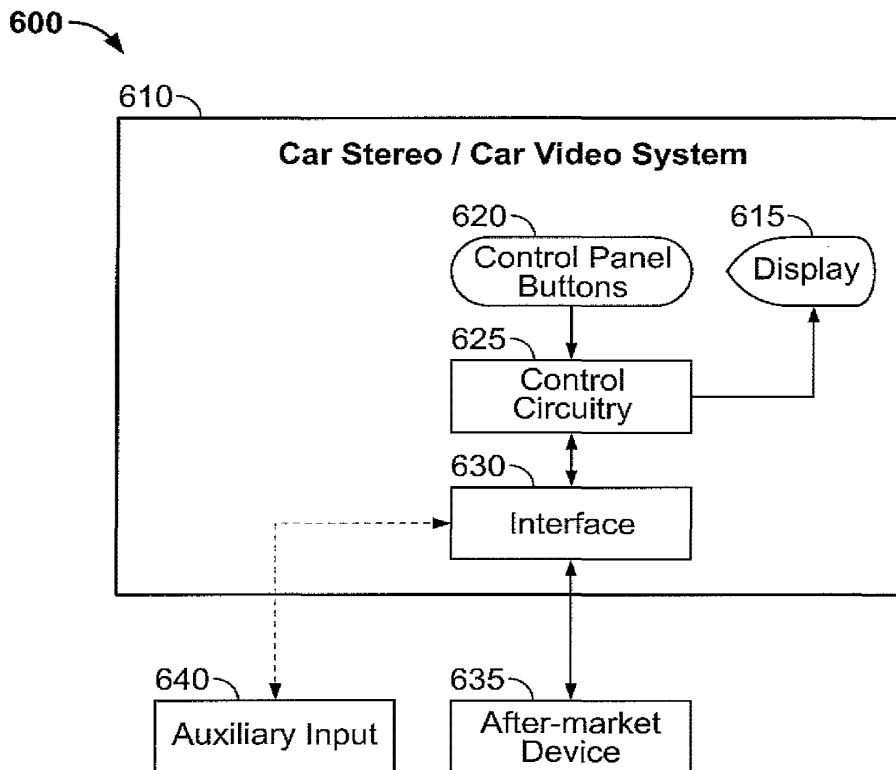 600
610
Car Stereo / Car Video System
620
615
Control Panel
Buttons
Display
625
Control
Circuitry
630
Interface
640
635
Auxiliary Input
After-market
Device